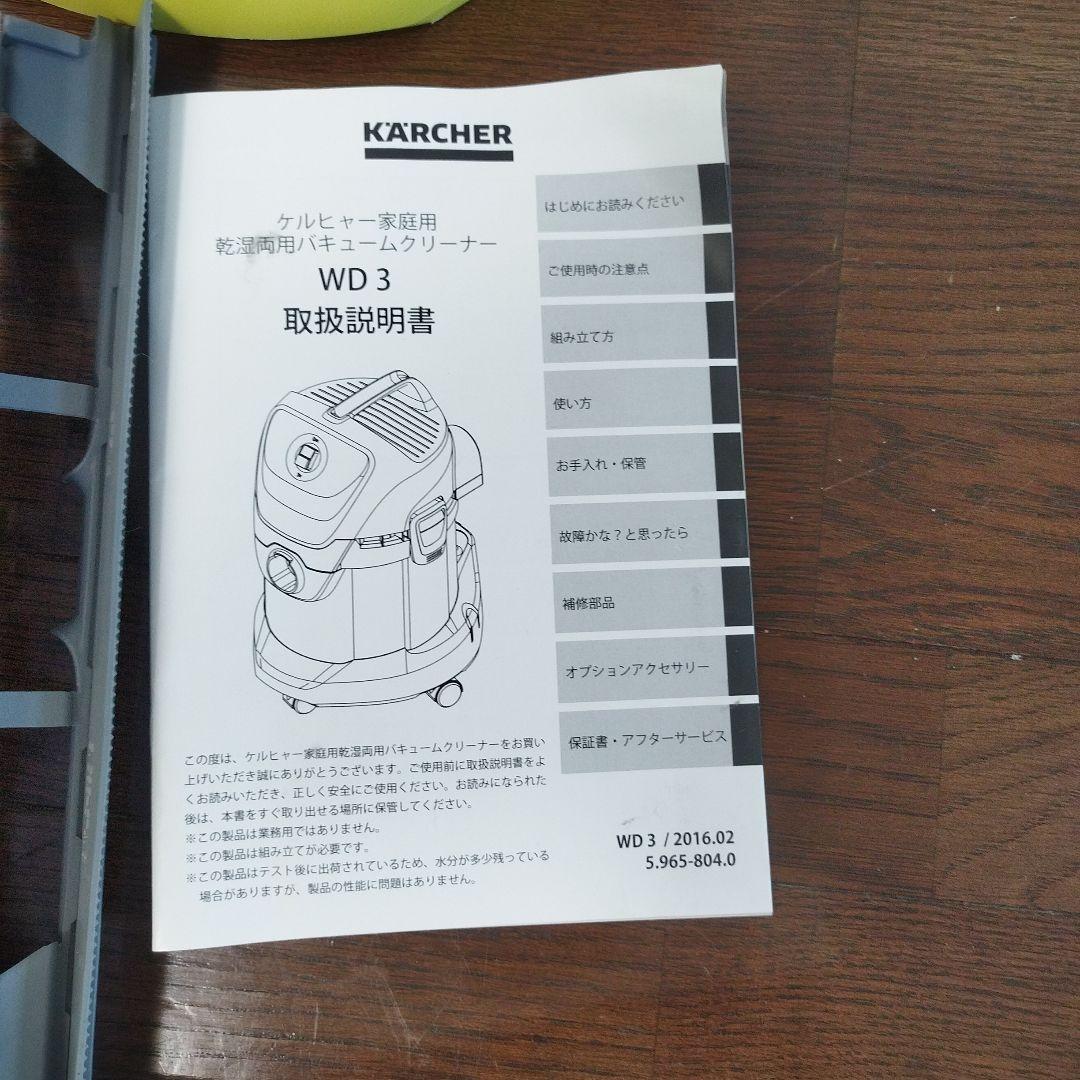 KÄRCHER
ケルヒャー家庭用
乾湿両用バキュームクリーナー
WD 3
取扱説明書
はじめにお読みください
ご使用時の注意点
組み立て方
使い方
お手入れ・保管
故障かな？と思ったら
補修部品
オプションアクセサリー
保証書・アフターサービス
この度は、ケルヒャー家庭用乾湿両用バキュームクリーナーをお買い
上げいただき誠にありがとうございます。ご使用前に取扱説明書をよ
くお読みいただき、正しく安全にご使用ください。お読みになられた
後は、本書をすぐ取り出せる場所に保管してください。
※この製品は業務用ではありません。
※この製品は組み立てが必要です。
※この製品はテスト後に出荷されているため、水分が多少残っている
場合がありますが、製品の性能に問題はありません。
WD 3 / 2016.02
5.965-804.0